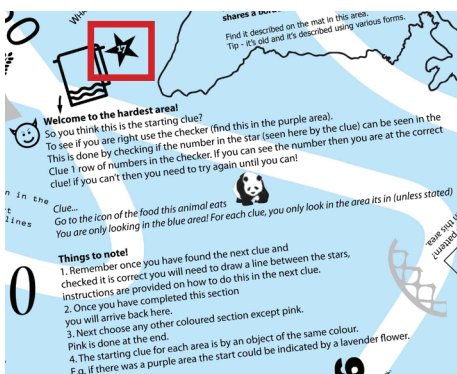 Wha
shares a bord
Find it described on the mat in this area.
Tip - it's old and it's described using various forms.
17
Welcome to the hardest area!
So you think this is the starting clue?
To see if you are right use the checker (find this in the purple area).
This is done by checking if the number in the star (seen here by the clue) can be seen in the
Clue 1 row of numbers in the checker. If you can see the number then you are at the correct
clue! if you can't then you need to try again until you can!
n in the
lines
Clue...
Go to the icon of the food this animal eats
You are only looking in the blue area! For each clue, you only look in the area its in (unless stated)
pattern?
this area
Things to note!
1. Remember once you have found the next clue and
checked it is correct you will need to draw a line between the stars,
instructions are provided on how to do this in the next clue.
2. Once you have completed this section
you will arrive back here.
3. Next choose any other coloured section except pink.
Pink is done at the end.
4. The starting clue for each area is by an object of the same colour.
E.g. if there was a purple area the start could be indicated by a lavender flower.
0